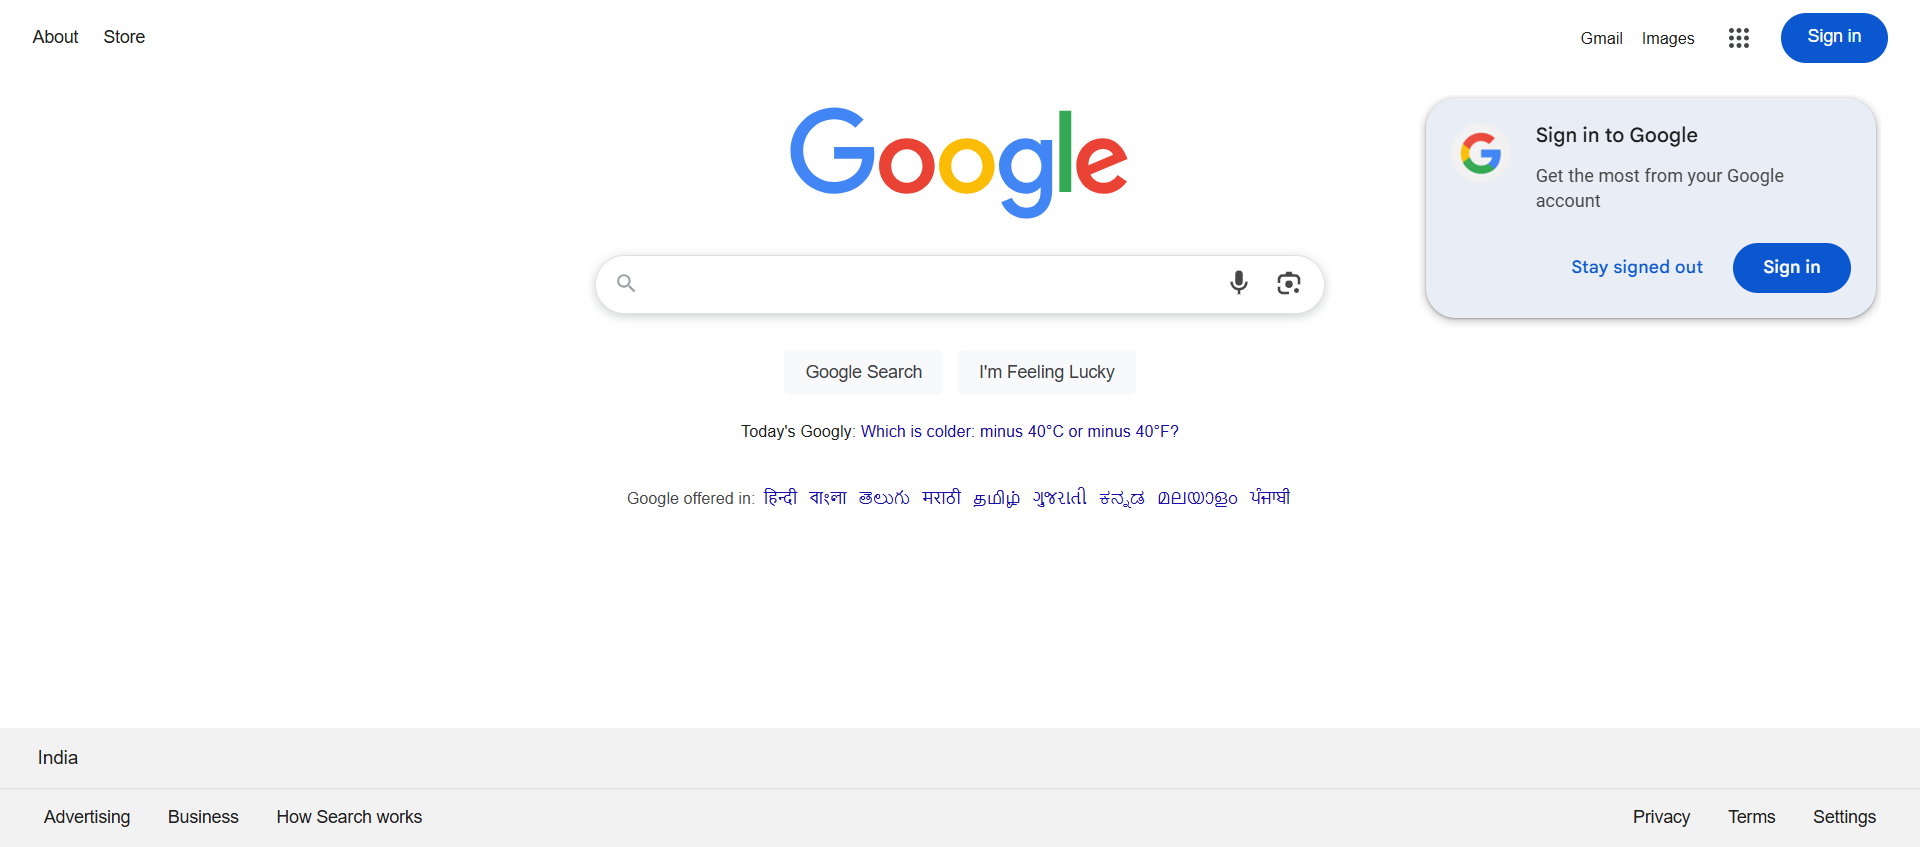 About Store
Gmail Images Sign in
Google
Sign in to Google
Get the most from your Google
account
Stay signed out Sign in
Google Search I'm Feeling Lucky
Today's Googly: Which is colder: minus 40°C or minus 40°F?
Google offered in: हिन्दी বাংলা తెలుగు मराठी தமிழ் ગુજરાતી ಕನ್ನಡ മലയാളം ਪੰਜਾਬੀ
India
Advertising Business How Search works
Privacy Terms Settings